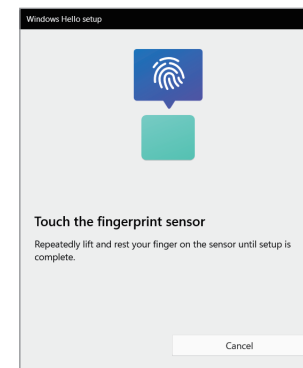 Windows Hello setup
Touch the fingerprint sensor
Repeatedly lift and rest your finger on the sensor until setup is
complete.
Cancel